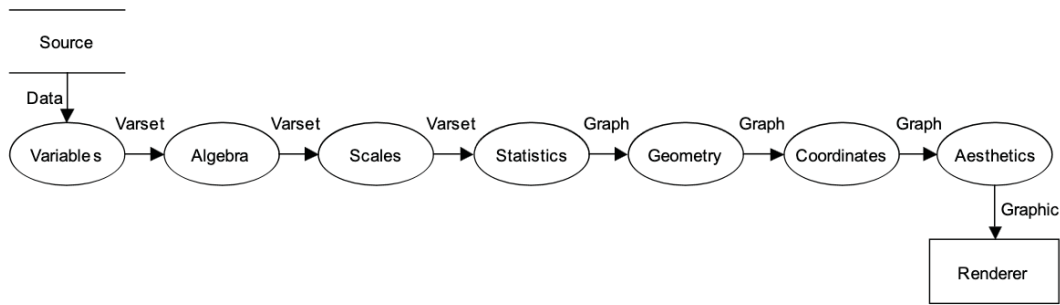 Source
Data
Varset
Varset
Varset
Graph
Graph
Graph
Variables
Algebra
Scales
Statistics
Geometry
Coordinates
Aesthetics
Graphic
Renderer